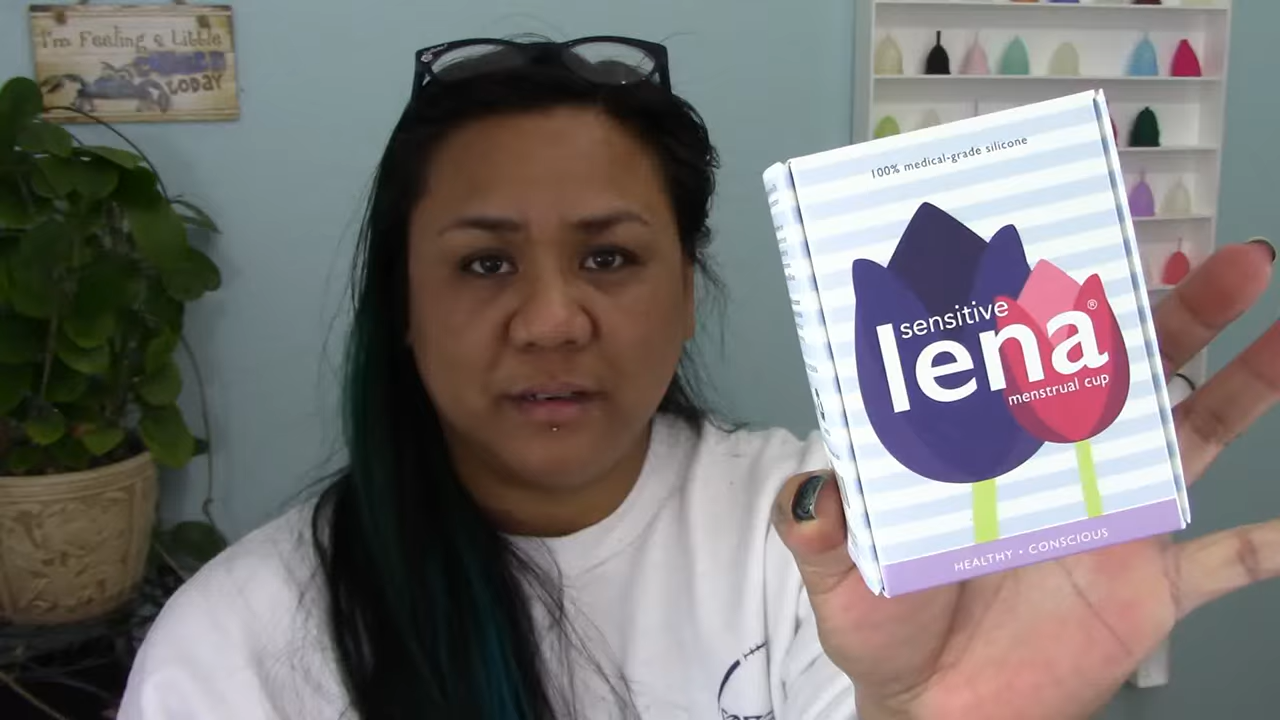 I'm Feeling a Little
TODAY
100% medical-grade silicone
sensitive
lena®
menstrual cup
HEALTHY • CONSCIOUS